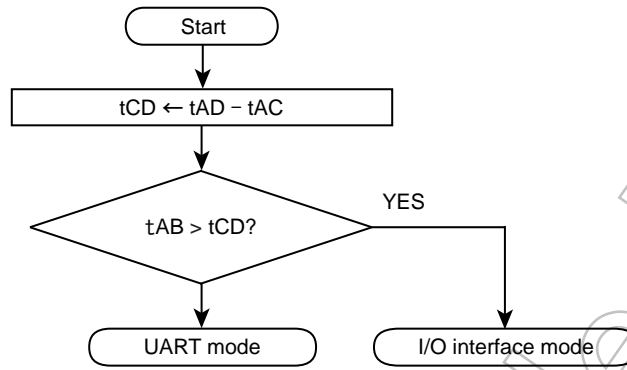 Start
tCD ← tAD − tAC
YES
tAB > tCD?
UART mode
I/O interface mode